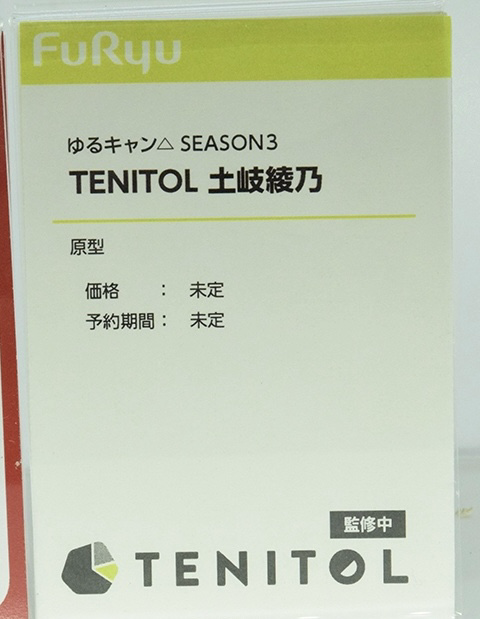 FuRyu
ゆるキャン△ SEASON3
TENITOL 土岐綾乃
原型
価格 : 未定
予約期間 : 未定
監修中
TENITOL